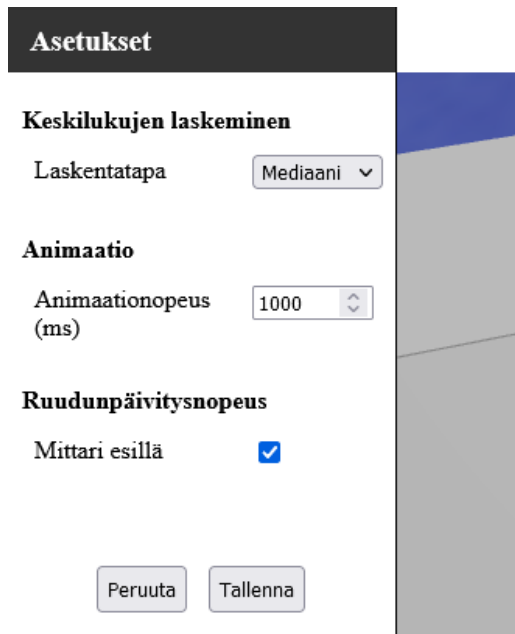 Asetukset
Keskilukujen laskeminen
Laskentatapa Mediaani
Animaatio
Animaationopeus 1000
(ms)
Ruudunpäivitysnopeus
Mittari esillä
Peruuta Tallenna